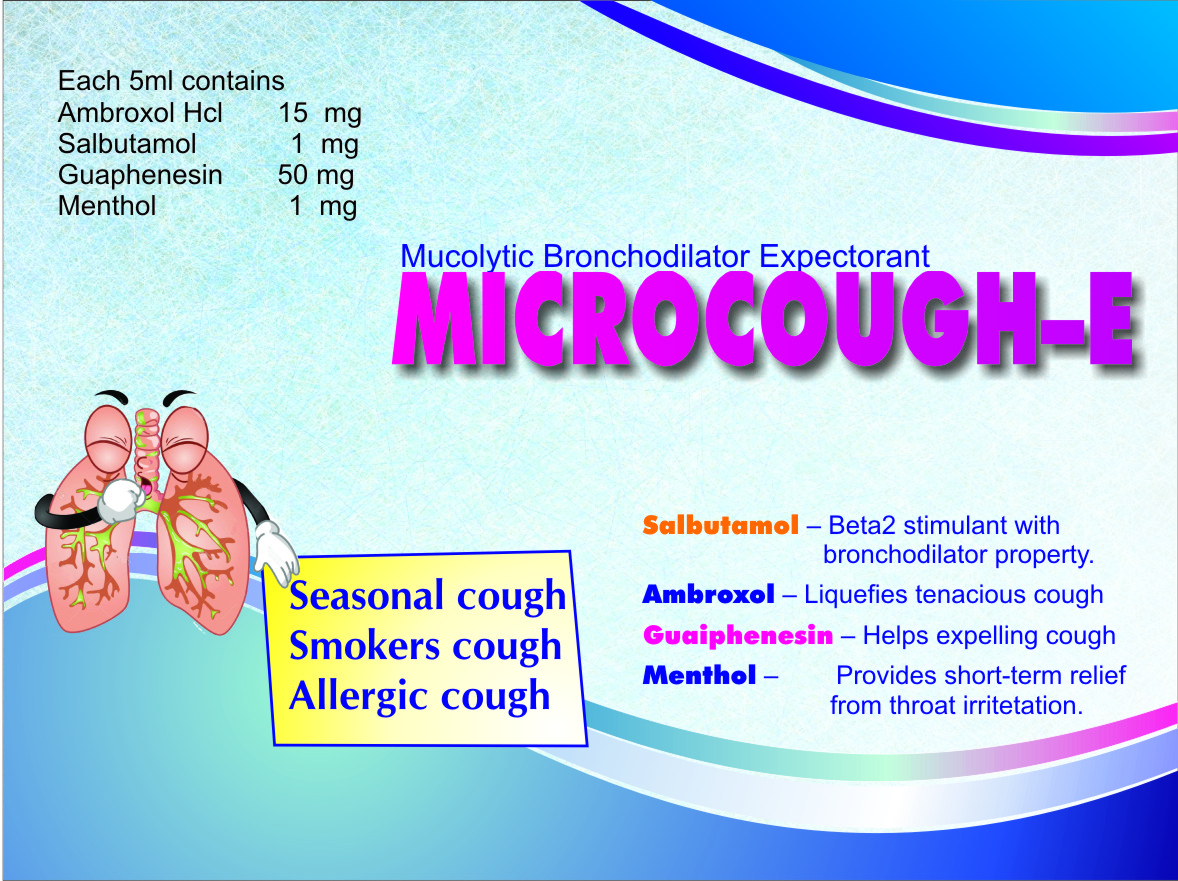 Each 5ml contains
Ambroxol Hcl 15 mg
Salbutamol 1 mg
Guaphenesin 50 mg
Menthol 1 mg
Mucolytic Bronchodilator Expectorant
MICROCOUGH–E
Seasonal cough
Smokers cough
Allergic cough
Salbutamol – Beta2 stimulant with
bronchodilator property.
Ambroxol – Liquefies tenacious cough
Guaiphenesin – Helps expelling cough
Menthol – Provides short-term relief
from throat irritetation.